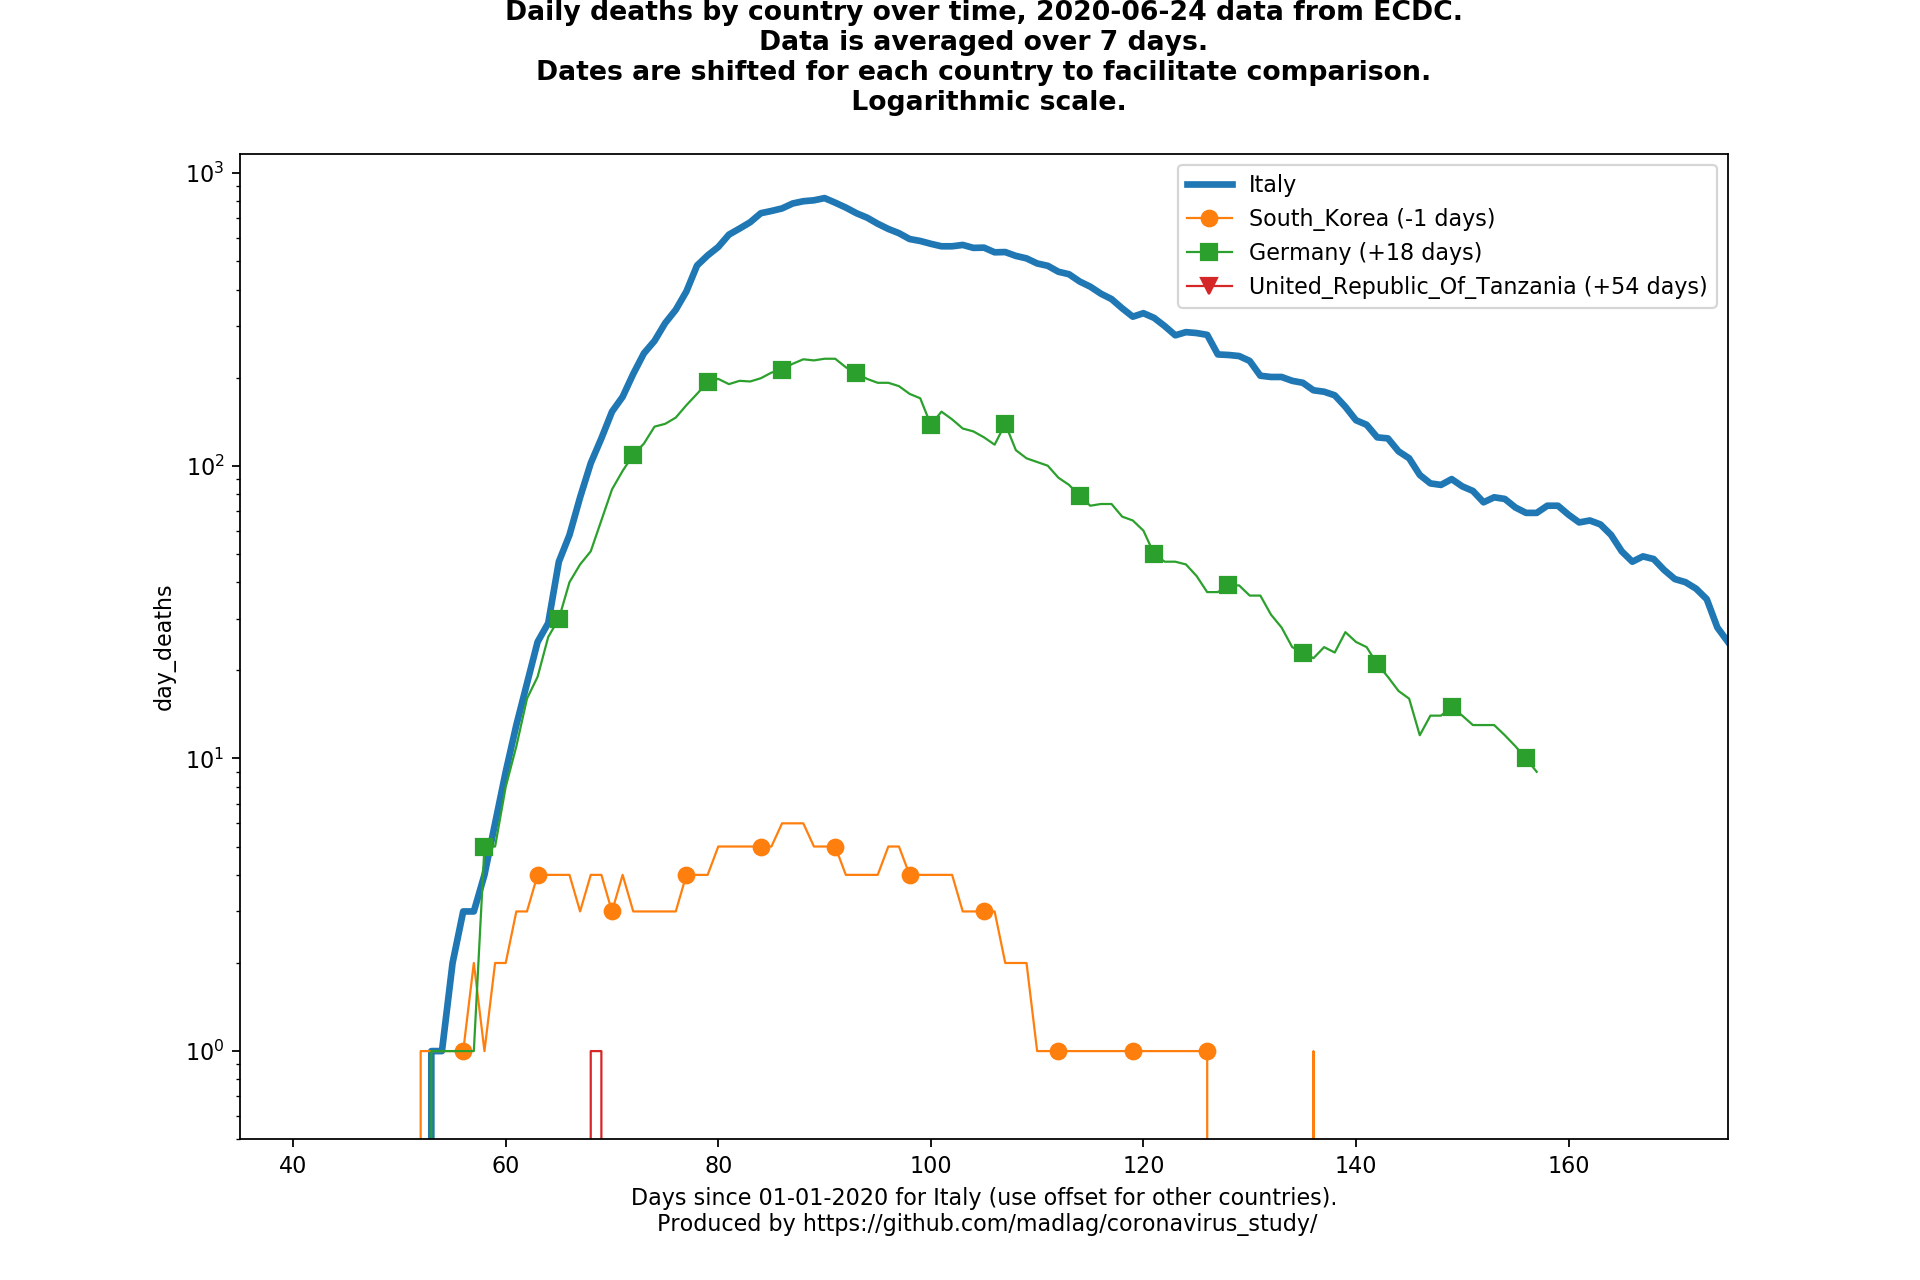 Daily deaths by country over time, 2020-06-24 data from ECDC.
Data is averaged over 7 days.
Dates are shifted for each country to facilitate comparison.
Logarithmic scale.
10³
10²
10¹
10⁰
day_deaths
Italy
South_Korea (-1 days)
Germany (+18 days)
United_Republic_Of_Tanzania (+54 days)
40 60 80 100 120 140 160
Days since 01-01-2020 for Italy (use offset for other countries).
Produced by https://github.com/madlag/coronavirus_study/